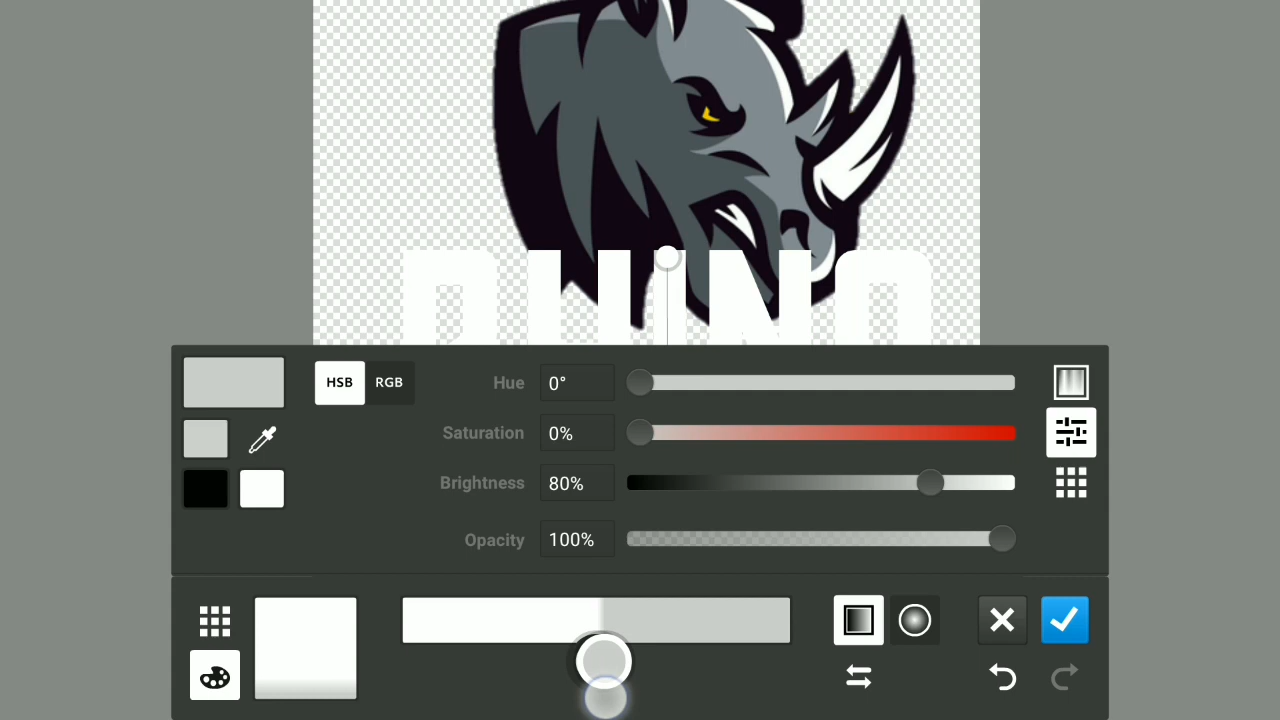 RHINO
HSB RGB Hue 0°
Saturation 0%
Brightness 80%
Opacity 100%